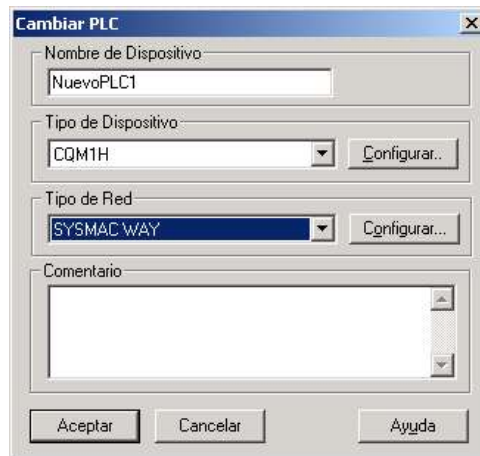 Cambiar PLC
Nombre de Dispositivo
NuevoPLC1
Tipo de Dispositivo
CQM1H
Configurar..
Tipo de Red
SYSMAC WAY
Configurar...
Comentario
Aceptar
Cancelar
Ayuda